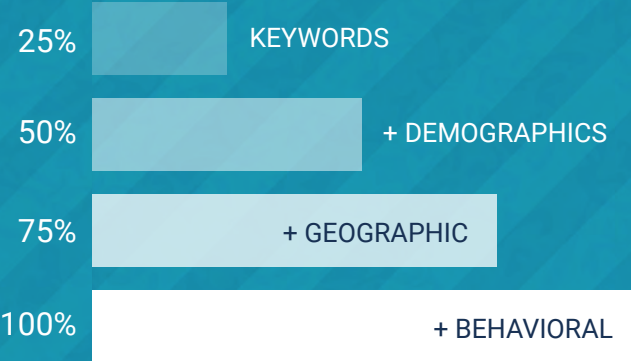 25% KEYWORDS
50% + DEMOGRAPHICS
75% + GEOGRAPHIC
100% + BEHAVIORAL